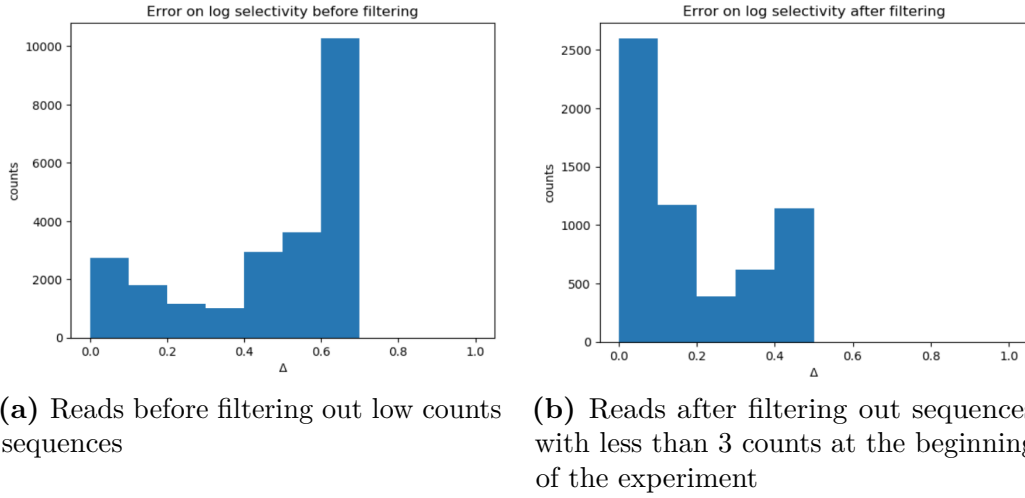 Error on log selectivity before filtering
10000
8000
6000
4000
2000
0
counts
0.0 0.2 0.4 0.6 0.8 1.0
Δ
Error on log selectivity after filtering
2500
2000
1500
1000
500
0
counts
0.0 0.2 0.4 0.6 0.8 1.0
Δ
(a) Reads before filtering out low counts
sequences
(b) Reads after filtering out sequences
with less than 3 counts at the beginning
of the experiment